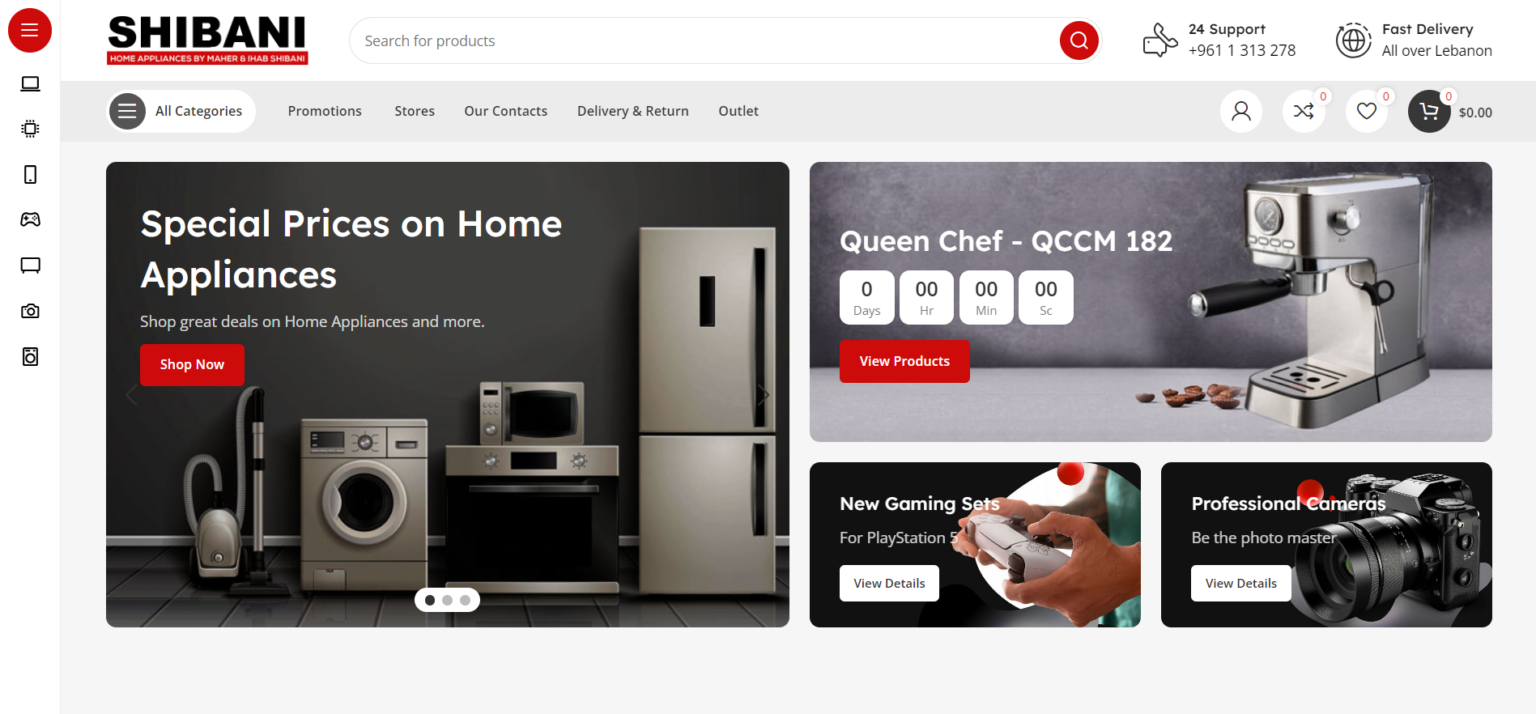 SHIBANI
HOME APPLIANCES BY MAHER & IHAB SHIBANI
Search for products
24 Support
+961 1 313 278
Fast Delivery
All over Lebanon
All Categories
Promotions
Stores
Our Contacts
Delivery & Return
Outlet
0
0
0
$0.00
Special Prices on Home
Appliances
Shop great deals on Home Appliances and more.
Shop Now
Queen Chef - QCCM 182
0 00 00 00
Days Hr Min Sc
View Products
New Gaming Sets
For PlayStation 5
View Details
Professional Cameras
Be the photo master
View Details